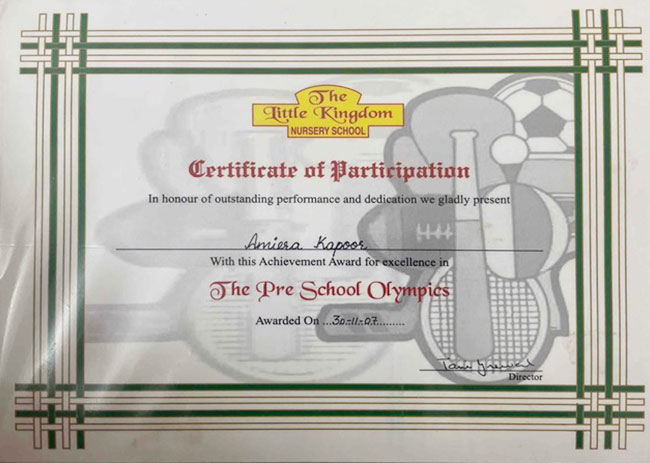 The
Little Kingdom
NURSERY SCHOOL
Certificate of Participation
In honour of outstanding performance and dedication we gladly present
Amiera Kapoor
With this Achievement Award for excellence in
The Pre School Olympics
Awarded On ...30-11-07.........
Director